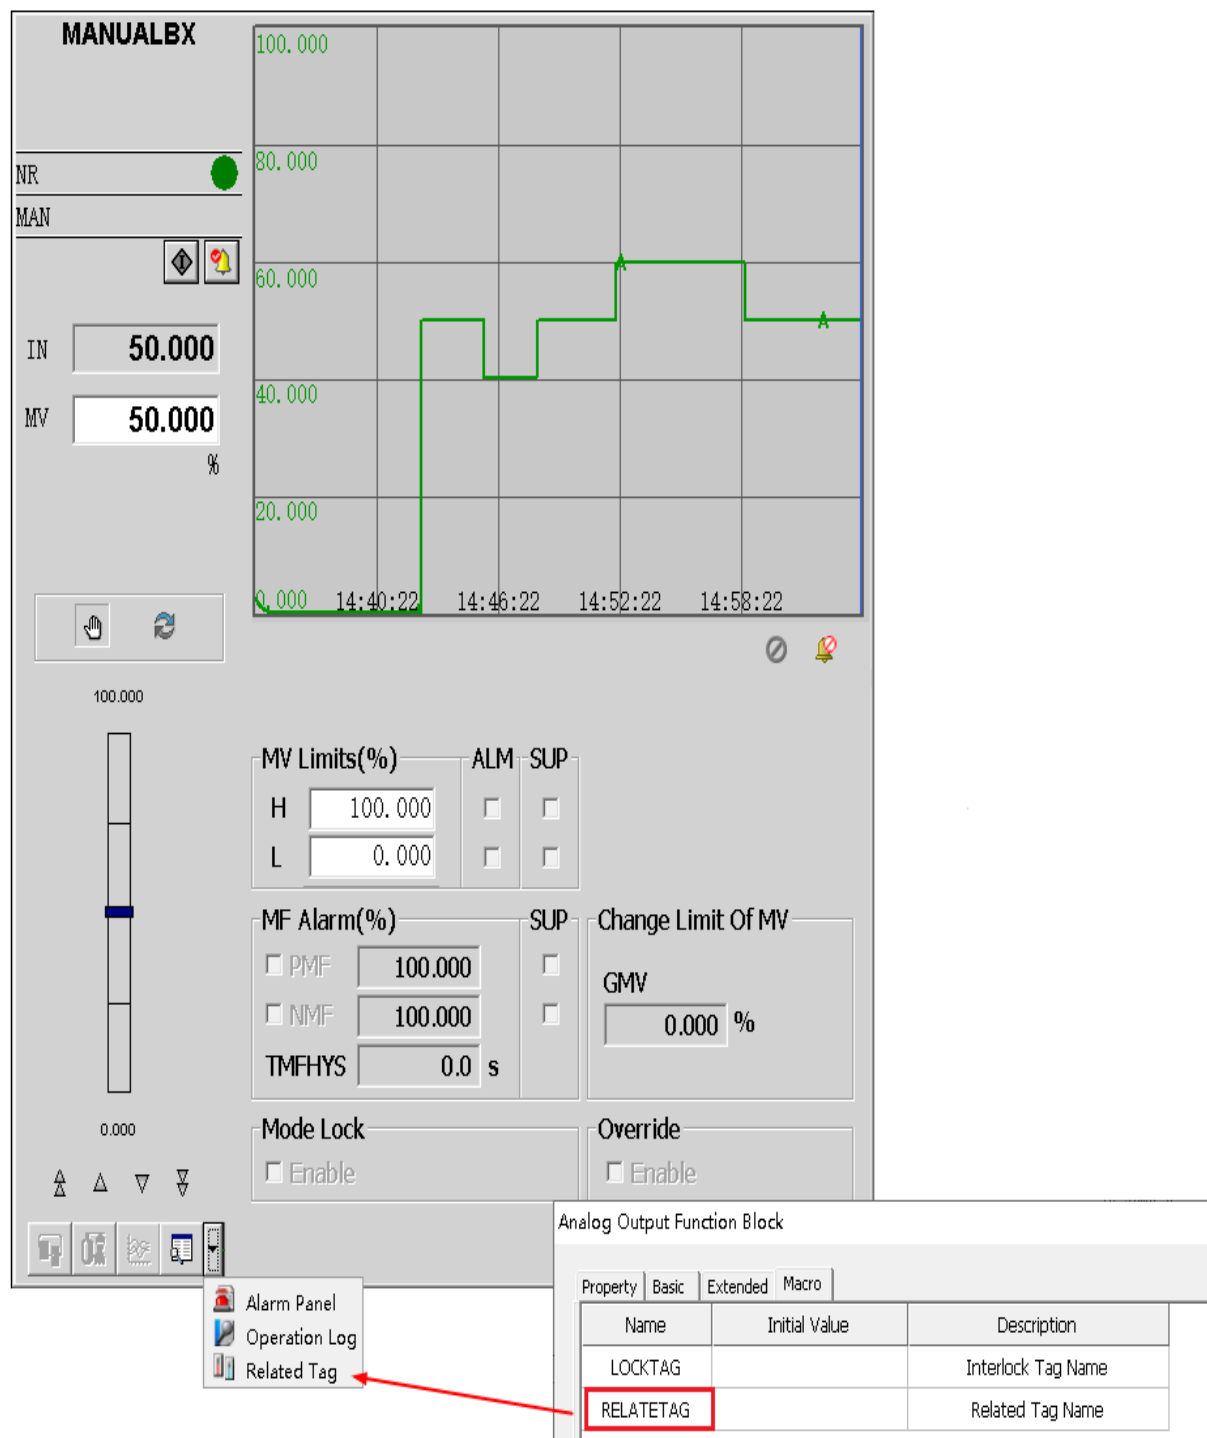 MANUALBX
NR
MAN
IN 50.000
MV 50.000
%
100.000
80.000
60.000
A
A
40.000
20.000
0.000 14:40:22 14:46:22 14:52:22 14:58:22
100.000
0.000
MV Limits(%) ALM SUP
H 100.000
L 0.000
MF Alarm(%) SUP Change Limit Of MV
PMF 100.000
NMF 100.000
TMFHYS 0.0 s
GMV
0.000 %
Mode Lock Override
Enable Enable
Alarm Panel
Operation Log
Related Tag
Analog Output Function Block
Property Basic Extended Macro
Name Initial Value Description
LOCKTAG Interlock Tag Name
RELATETAG Related Tag Name